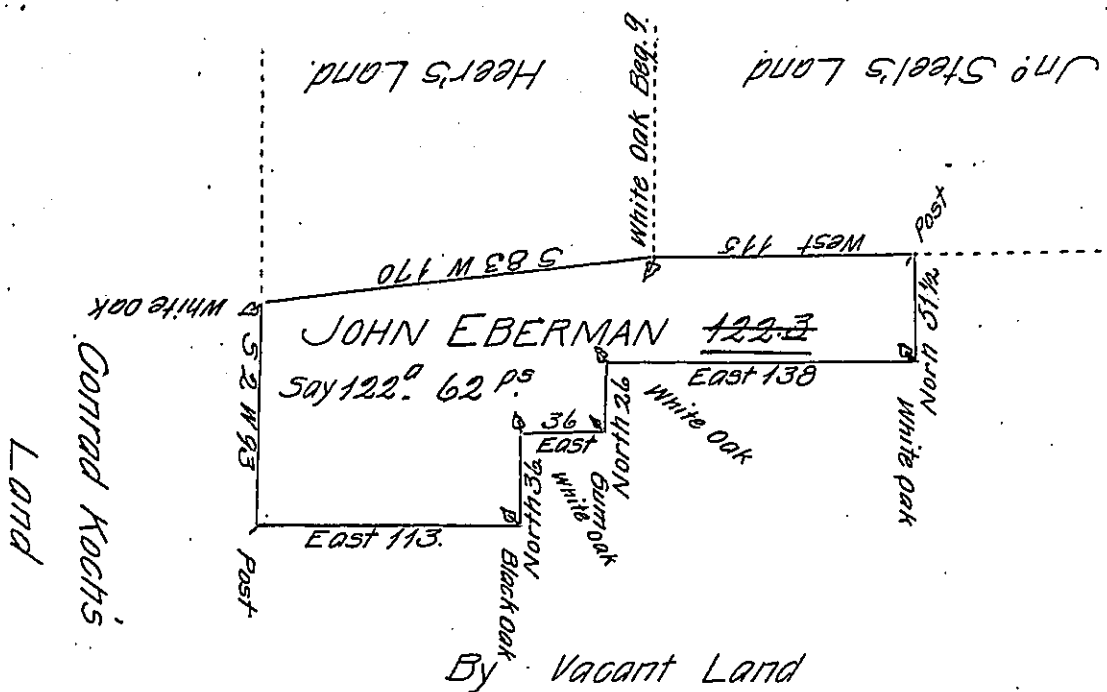 Heer's Land.
Jnº Steel's Land
White Oak Beg.g.
Post
West 115
S 83 W 170
White oak
JOHN EBERMAN 122.3
North 51½
Say 122ª 62 ps.
East 138
White Oak
White oak
S 2 W 93
North 26
36
East
Gum
White oak
North 36
East 113.
Black oak
Post
Conrad Koch's
Land
By Vacant Land